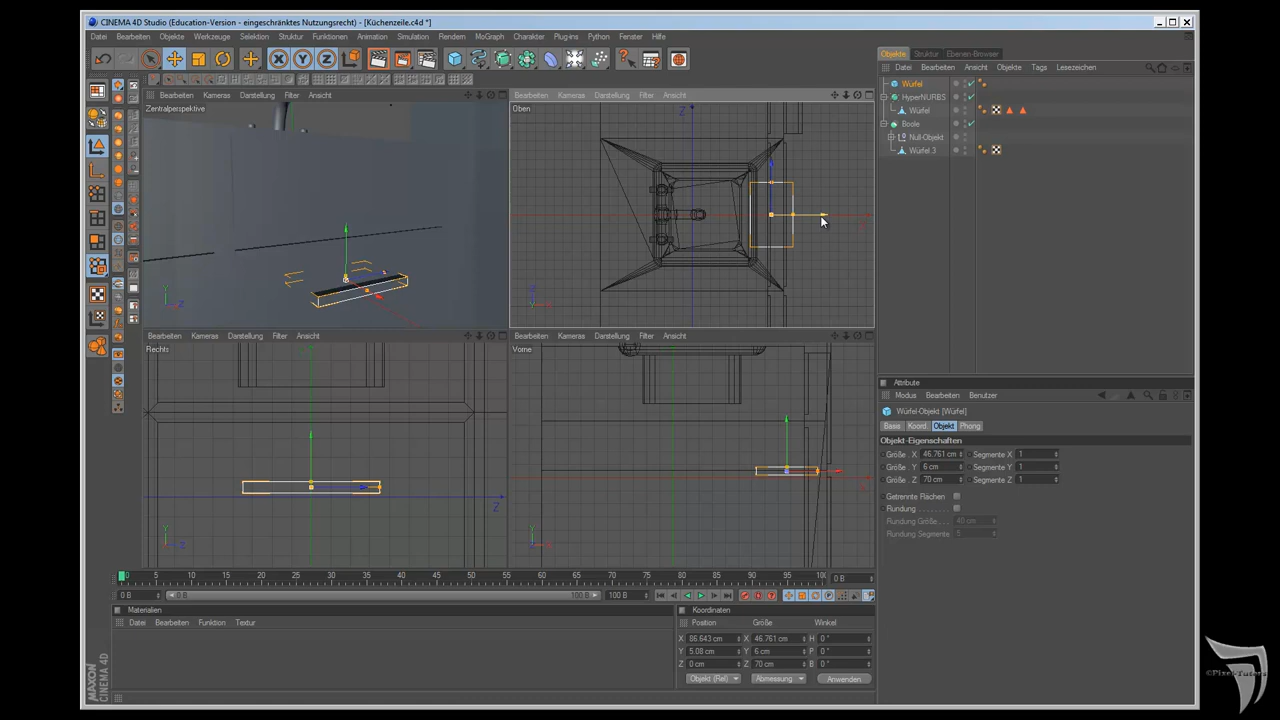 CINEMA 4D Studio (Education-Version - eingeschränktes Nutzungsrecht) - [Küchenzeile.c4d *]
Datei Bearbeiten Objekte Werkzeuge Selektion Struktur Funktionen Animation Simulation Rendern MoGraph Charakter Plug-ins Python Fenster Hilfe
Objekte Struktur Ebenen-Browser
Datei Bearbeiten Ansicht Objekte Tags Lesezeichen
Würfel
HyperNURBS
Würfel
Boole
Null-Objekt
Würfel 3
Bearbeiten Kameras Darstellung Filter Ansicht
Zentralperspektive
Bearbeiten Kameras Darstellung Filter Ansicht
Oben
Z
Y
Z
Bearbeiten Kameras Darstellung Filter Ansicht
Rechts
Z
Y
Z
Bearbeiten Kameras Darstellung Filter Ansicht
Vorne
Y
Attribute
Modus Bearbeiten Benutzer
Würfel-Objekt [Würfel]
Basis Koord. Objekt Phong
Objekt-Eigenschaften
Größe . X 46.761 cm Segmente X 1
Größe . Y 6 cm Segmente Y 1
Größe . Z 70 cm Segmente Z 1
Getrennte Flächen
Rundung . . . . . . . .
Rundung Größe . . . 40 cm
Rundung Segmente 5
0 5 10 15 20 25 30 35 40 45 50 55 60 65 70 75 80 85 90 95 100 0 B
0 B 0 B 100 B 100 B
Materialien
Datei Bearbeiten Funktion Textur
Koordinaten
Position Größe Winkel
X 86.643 cm X 46.761 cm H 0 °
Y 5.08 cm Y 6 cm P 0 °
Z 0 cm Z 70 cm B 0 °
Objekt (Rel) Abmessung Anwenden
MAXON
CINEMA 4D